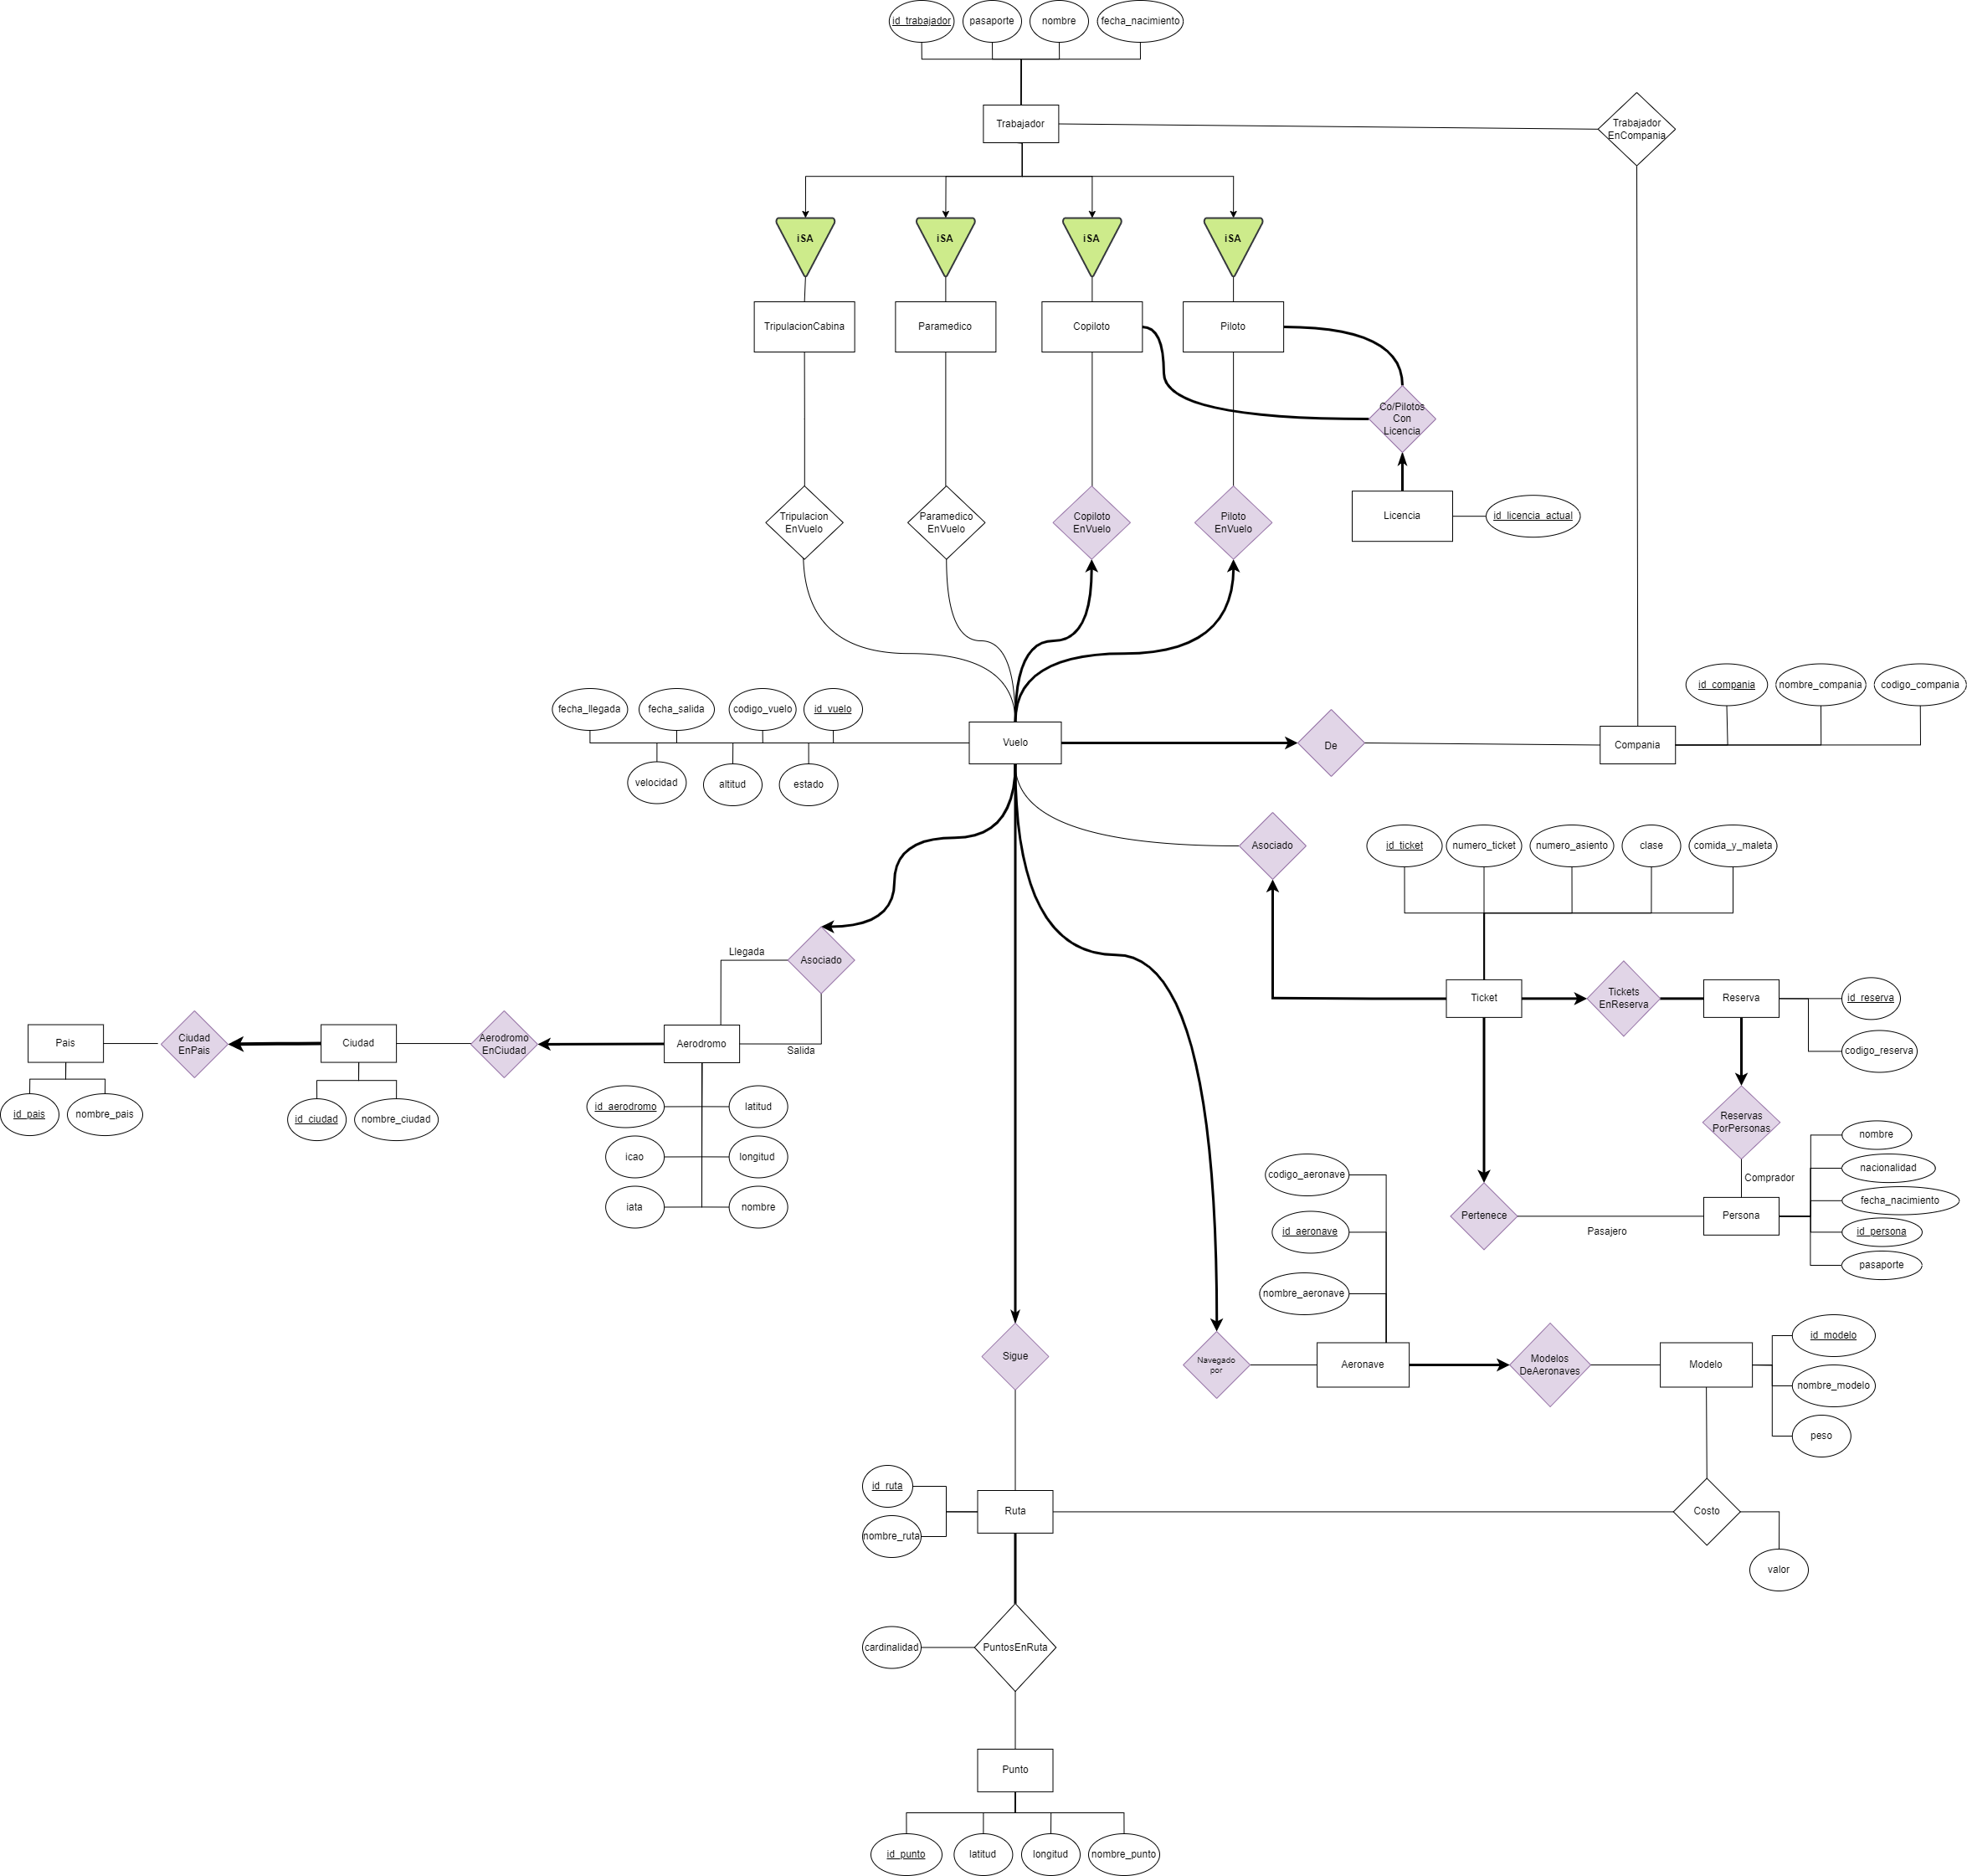 id_trabajador
pasaporte
nombre
fecha_nacimiento
Trabajador
Trabajador
EnCompania
iSA
iSA
iSA
iSA
TripulacionCabina
Paramedico
Copiloto
Piloto
Co/Pilotos
Con
Licencia
Tripulacion
EnVuelo
Paramedico
EnVuelo
Copiloto
EnVuelo
Piloto
EnVuelo
Licencia
id_licencia_actual
fecha_llegada
fecha_salida
codigo_vuelo
id_vuelo
id_compania
nombre_compania
codigo_compania
Vuelo
De
Compania
velocidad
altitud
estado
Asociado
id_ticket
numero_ticket
numero_asiento
clase
comida_y_maleta
Llegada
Asociado
Ticket
Tickets
EnReserva
Reserva
id_reserva
Pais
Ciudad
EnPais
Ciudad
Aerodromo
EnCiudad
Aerodromo
Salida
codigo_reserva
id_pais
nombre_pais
id_ciudad
nombre_ciudad
id_aerodromo
latitud
Reservas
PorPersonas
icao
longitud
iata
nombre
nombre
nacionalidad
codigo_aeronave
Comprador
fecha_nacimiento
Pertenece
Pasajero
Persona
id_persona
id_aeronave
pasaporte
nombre_aeronave
id_modelo
Sigue
Navegado
por
Aeronave
Modelos
DeAeronaves
Modelo
nombre_modelo
peso
id_ruta
Ruta
Costo
nombre_ruta
valor
cardinalidad
PuntosEnRuta
Punto
id_punto
latitud
longitud
nombre_punto